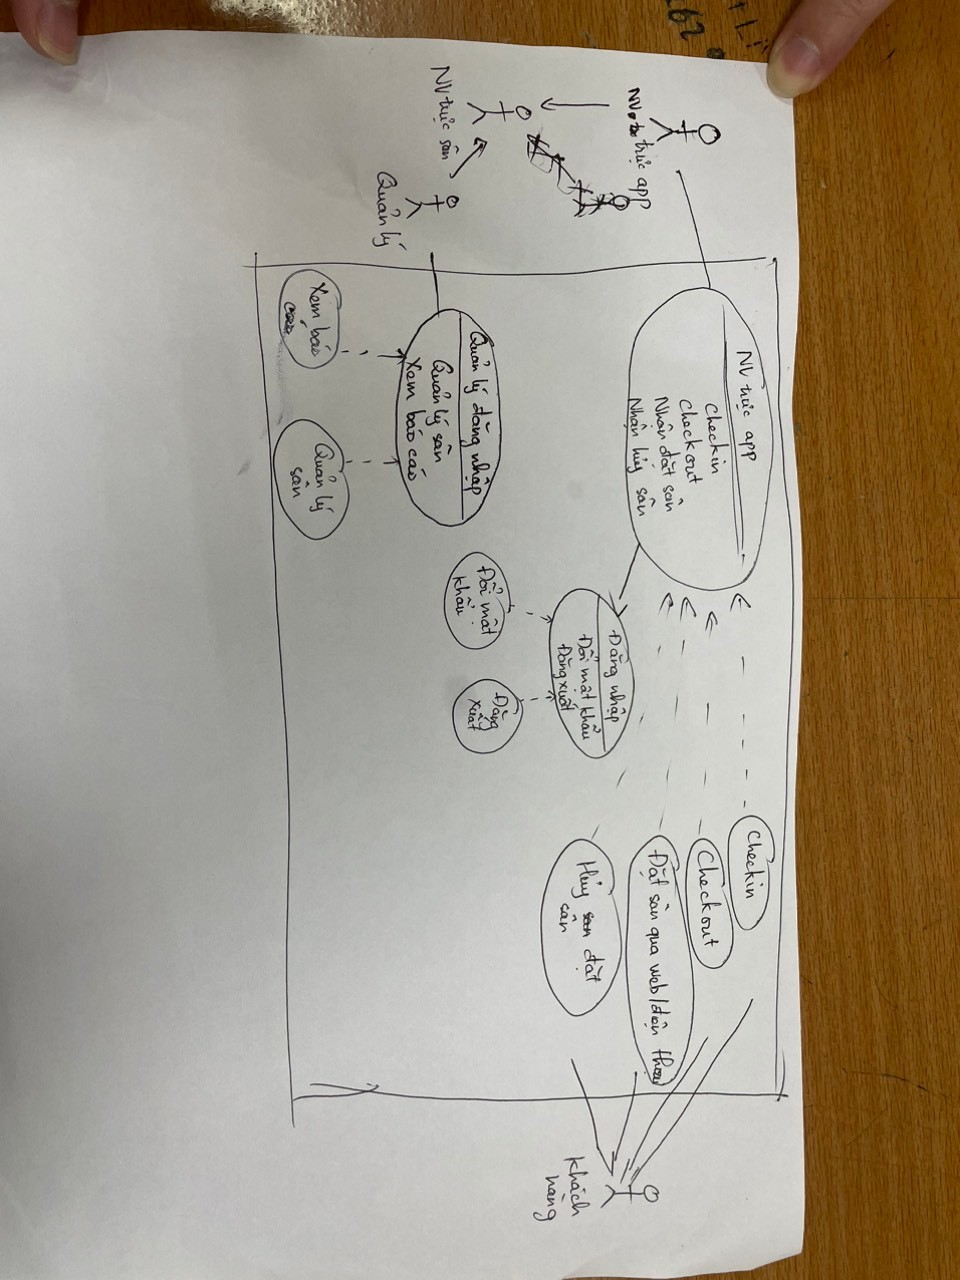 NV trực app
NV trực sân
Quản lý
NV trực app
Checkin
Checkout
Nhận đặt sân
Nhận hủy sân
Quản lý đăng nhập
Quản lý sân
Xem báo cáo
Xem báo
cáo
Quản lý
sân
Đăng nhập
Đổi mật khẩu
Đăng xuất
Đổi mật
khẩu
Đăng
xuất
Checkin
Checkout
Đặt sân qua web/điện thoại
Hủy đặt
sân
Khách
hàng